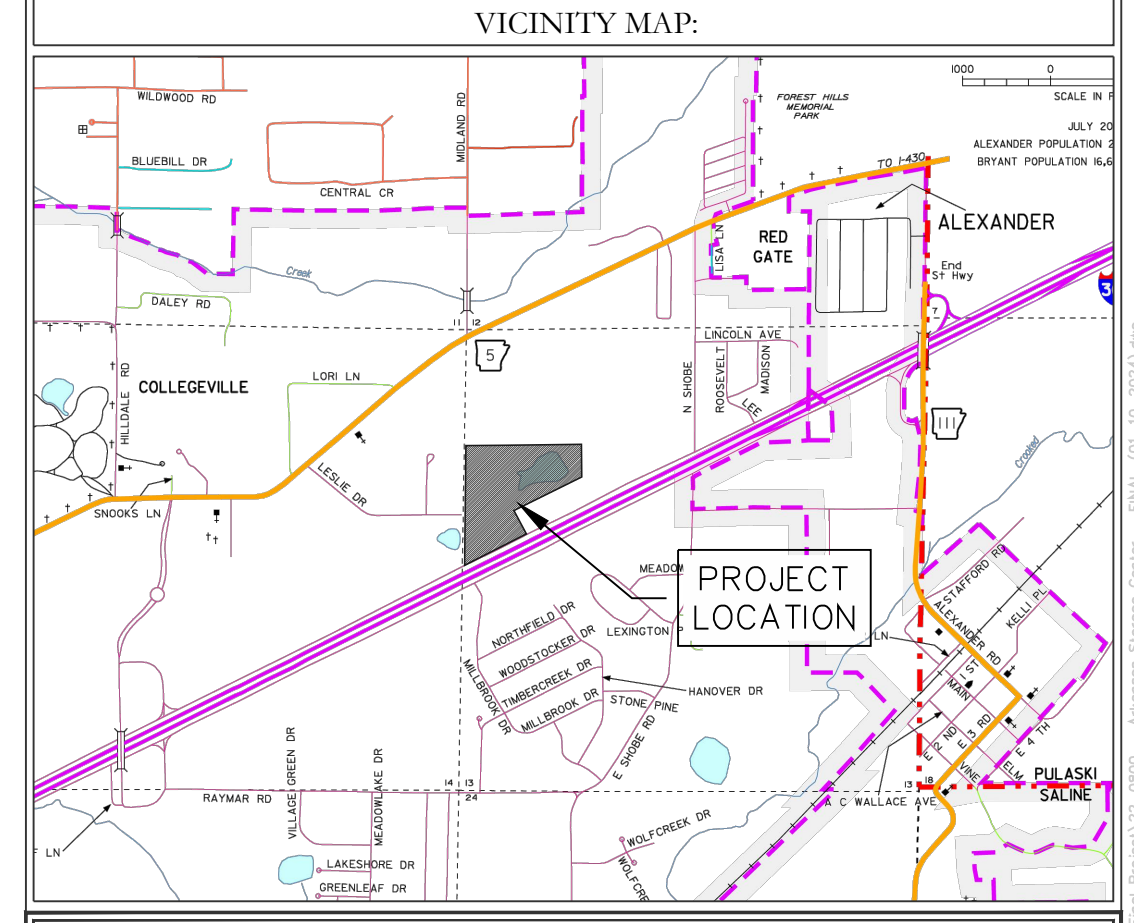 VICINITY MAP:
1000 0
SCALE IN F
JULY 20
ALEXANDER POPULATION 2
BRYANT POPULATION 16,6
WILDWOOD RD
BLUEBILL DR
CENTRAL CR
MIDLAND RD
FOREST HILLS
MEMORIAL
PARK
TO I-430
ALEXANDER
RED
GATE
LISA LN
End
St Hwy
3
7
Creek
DALEY RD
11 12
5
LINCOLN AVE
COLLEGEVILLE
HILLDALE RD
LORI LN
N SHOBE
ROOSEVELT
MADISON
LEE
111
Crooked
LESLIE DR
SNOOKS LN
PROJECT
LOCATION
MEADOW
LEXINGTON
STAFFORD RD
KELLI PL
ALEXANDER RD
LN
NORTHFIELD DR
WOODSTOCKER DR
TIMBERCREEK DR
MILLBROOK DR
MILLBROOK DR
HANOVER DR
STONE PINE
E SHOBE RD
1 ST
MAIN
E 2 ND
E 3 RD
E 4 TH
VINE
ELM
PULASKI
SALINE
13 18
A C WALLACE AVE
14 13
24
RAYMAR RD
VILLAGE GREEN DR
MEADOWLAKE DR
F LN
LAKESHORE DR
GREENLEAF DR
WOLFCREEK DR
WOLFCRE